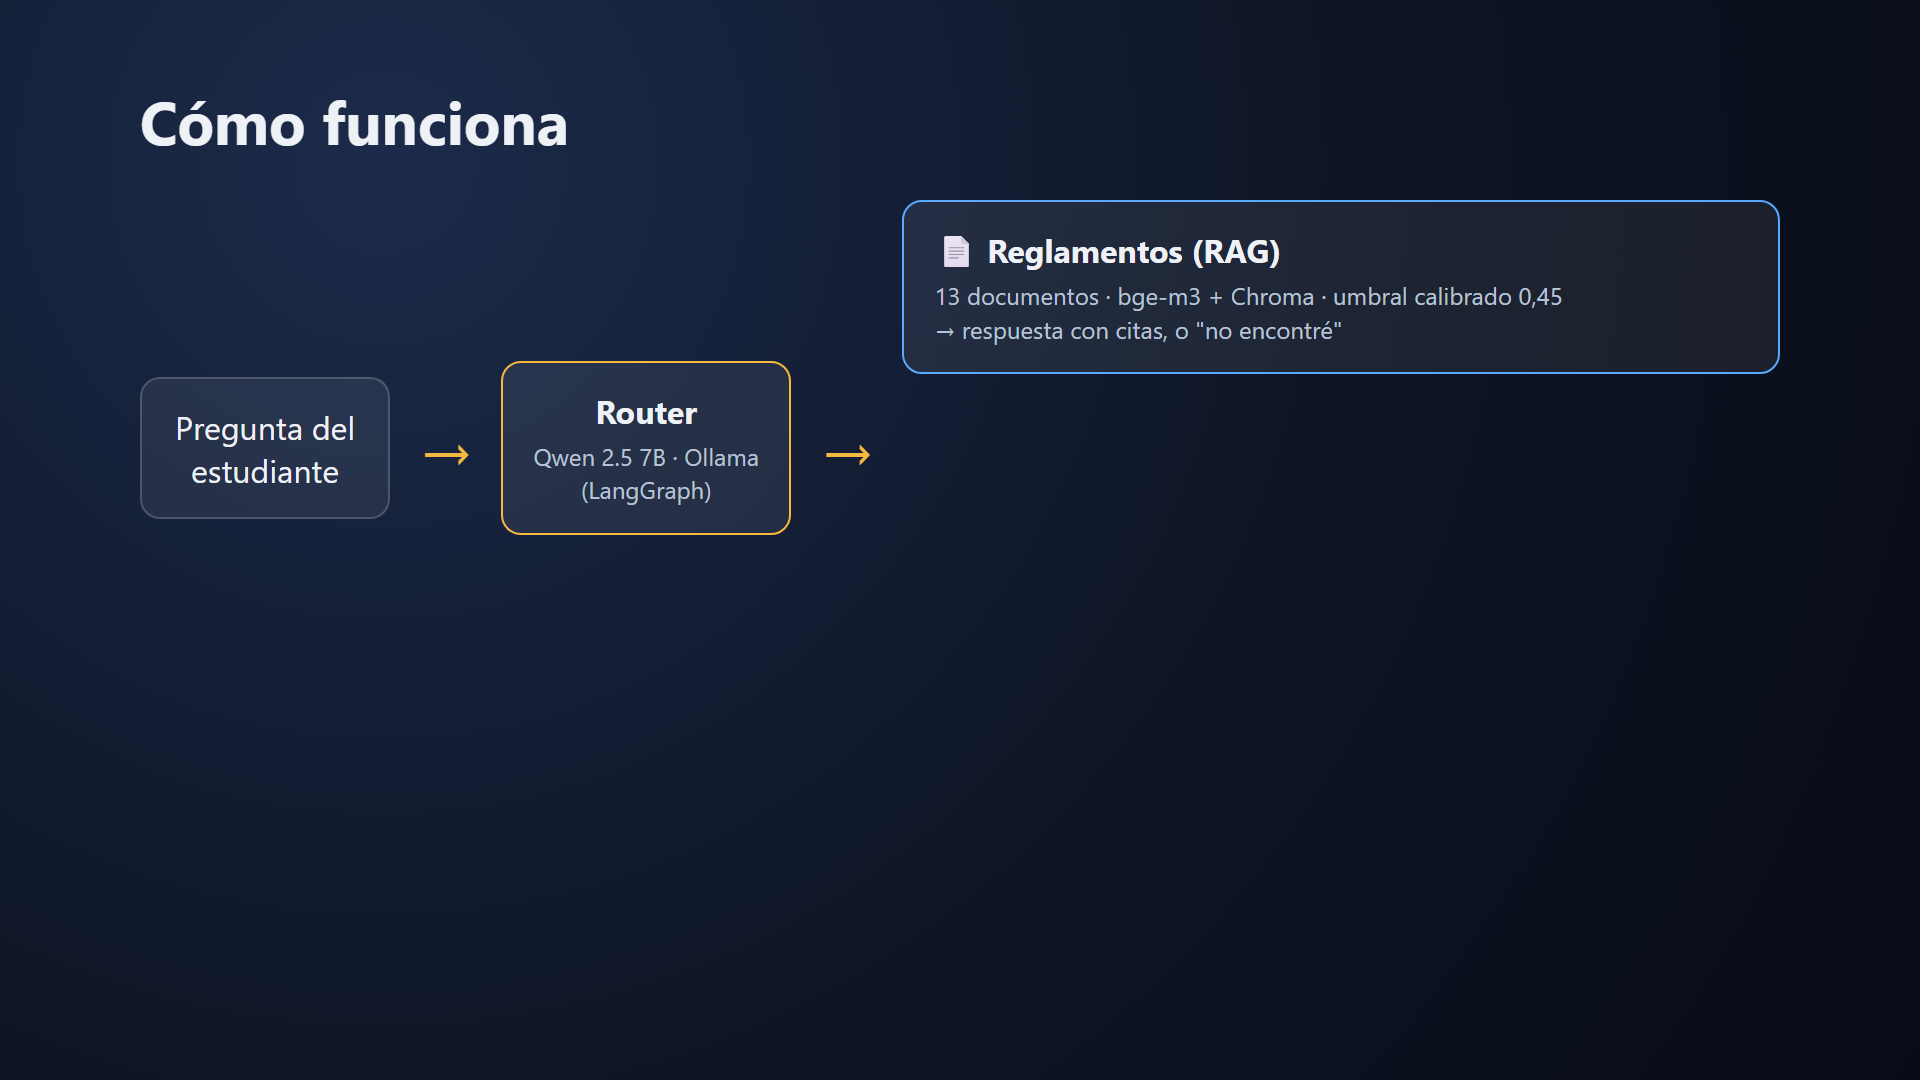 Cómo funciona
Pregunta del
estudiante
→
Router
Qwen 2.5 7B · Ollama
(LangGraph)
→
Reglamentos (RAG)
13 documentos · bge-m3 + Chroma · umbral calibrado 0,45
→ respuesta con citas, o "no encontré"